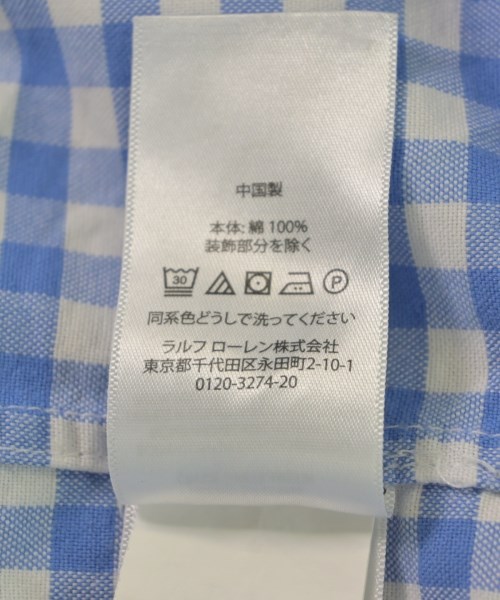 中国製
本体: 綿 100%
装飾部分を除く
30 P
同系色どうしで洗ってください
ラルフ ローレン株式会社
東京都千代田区永田町2-10-1
0120-3274-20